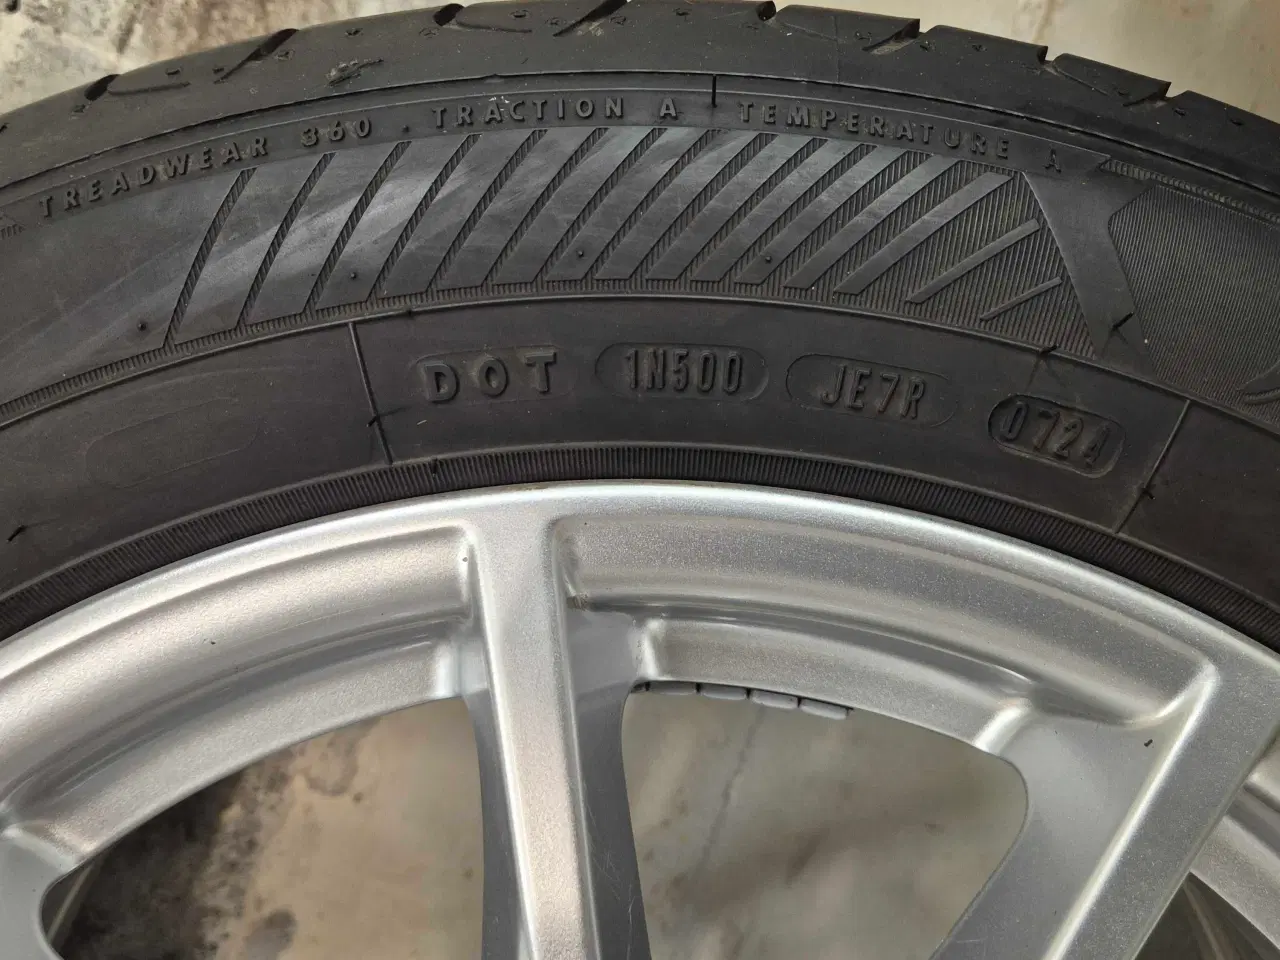 TREADWEAR 360 . TRACTION A TEMPERATURE A
DOT 1N500 JE7R 0724